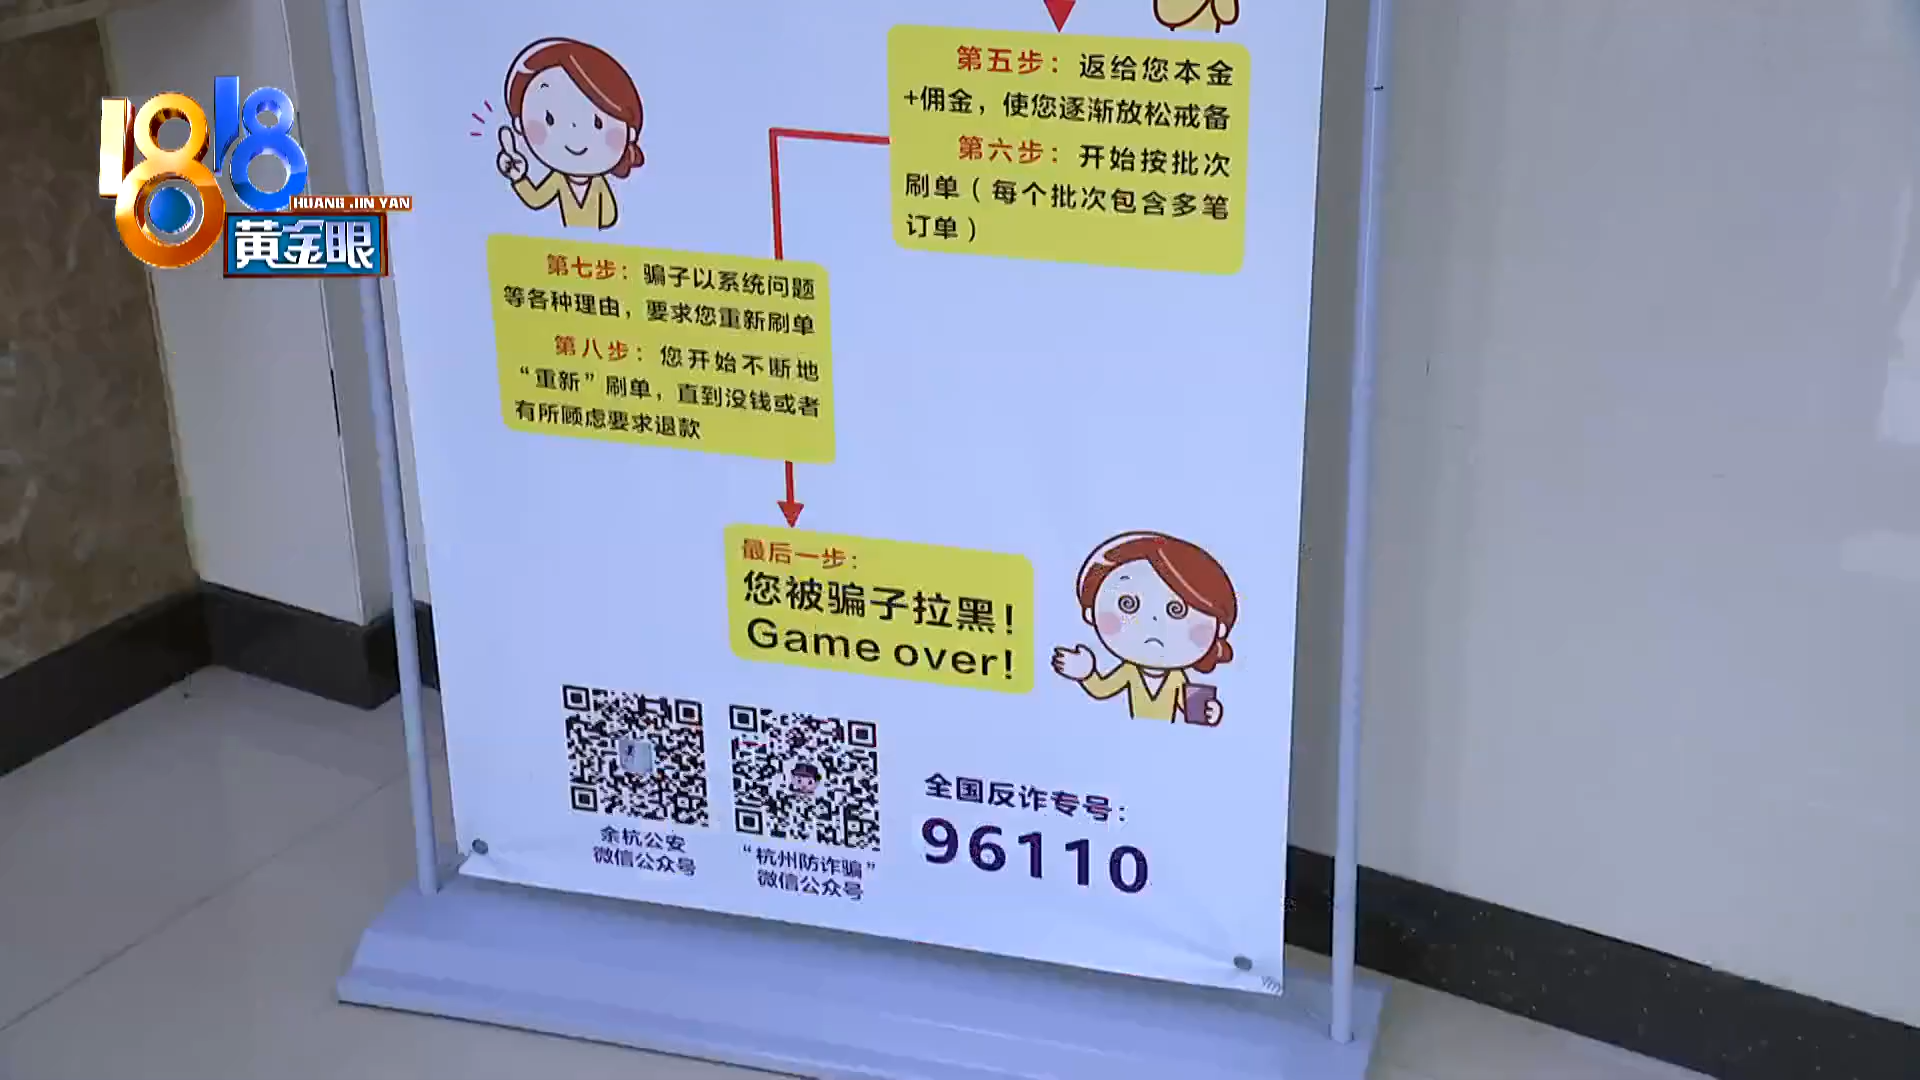 1818
HUANG JIN YAN
黄金眼
第五步：返给您本金
+佣金，使您逐渐放松戒备
第六步：开始按批次
刷单（每个批次包含多笔
订单）
第七步：骗子以系统问题
等各种理由，要求您重新刷单
第八步：您开始不断地
“重新”刷单，直到没钱或者
有所顾虑要求退款
最后一步：
您被骗子拉黑！
Game over!
余杭公安
微信公众号
“杭州防诈骗”
微信公众号
全国反诈专号：
96110